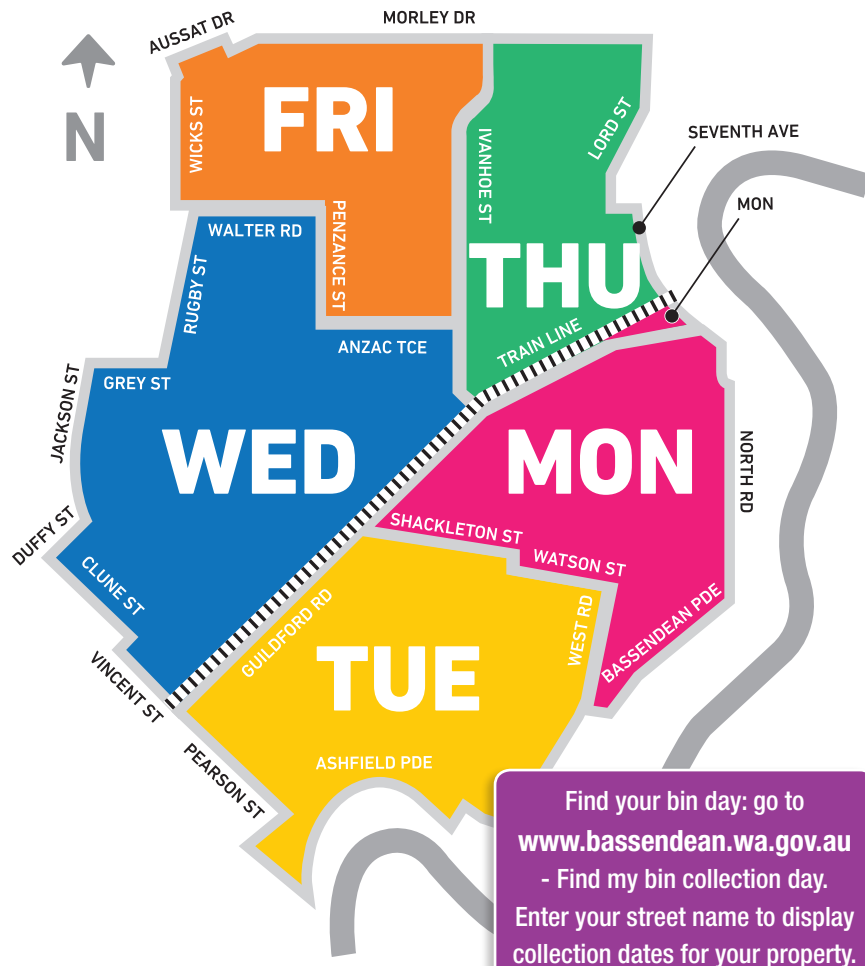 MORLEY DR
AUSSAT DR
N
FRI
WICKS ST
IVANHOE ST
LORD ST
SEVENTH AVE
MON
PENZANCE ST
WALTER RD
THU
RUGBY ST
TRAIN LINE
ANZAC TCE
GREY ST
JACKSON ST
WED
MON
NORTH RD
SHACKLETON ST
WATSON ST
DUFFY ST
CLUNE ST
GUILDFORD RD
WEST RD
BASSENDEAN PDE
VINCENT ST
TUE
PEARSON ST
ASHFIELD PDE
Find your bin day: go to
www.bassendean.wa.gov.au
- Find my bin collection day.
Enter your street name to display
collection dates for your property.